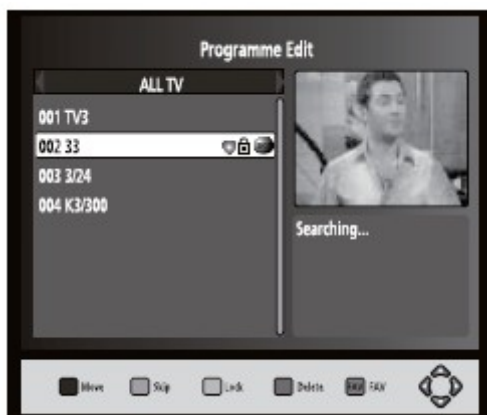 Programme Edit
ALL TV
001 TV3
002 33
003 3/24
004 K3/300
Searching...
Move Skip Lock Delete FAV FAV